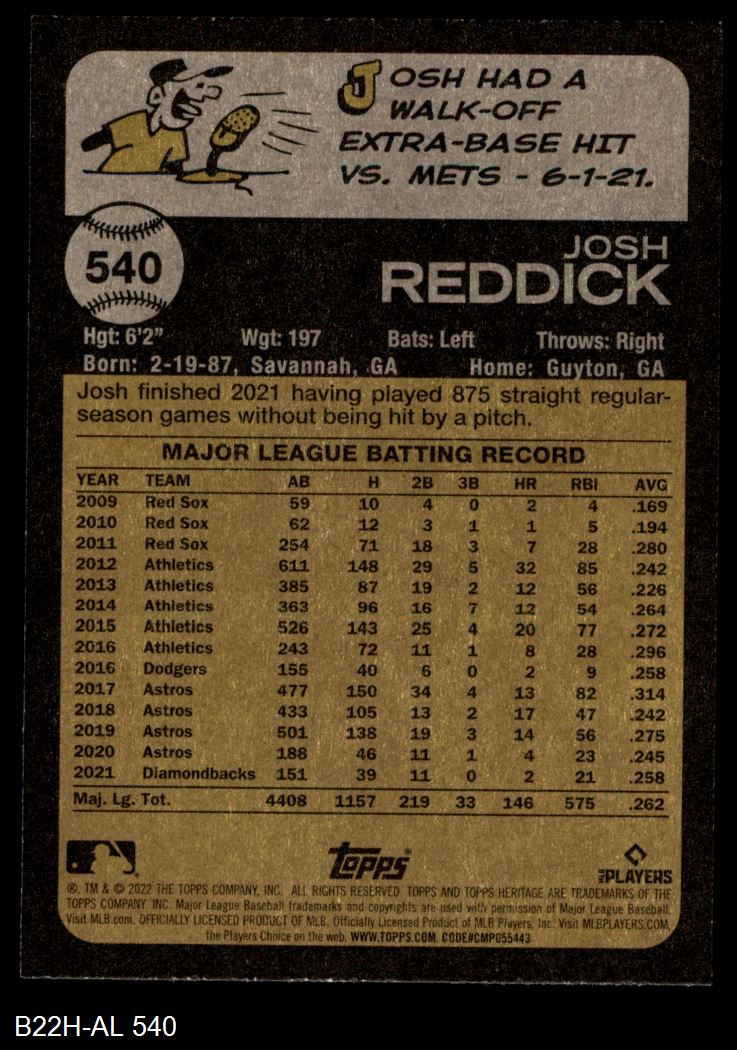 JOSH HAD A
WALK-OFF
EXTRA-BASE HIT
VS. METS - 6-1-21.
540
JOSH
REDDICK
Hgt: 6'2" Wgt: 197 Bats: Left Throws: Right
Born: 2-19-87, Savannah, GA Home: Guyton, GA
Josh finished 2021 having played 875 straight regular-
season games without being hit by a pitch.
MAJOR LEAGUE BATTING RECORD
YEAR TEAM AB H 2B 3B HR RBI AVG
2009 Red Sox 59 10 4 0 2 4 .169
2010 Red Sox 62 12 3 1 1 5 .194
2011 Red Sox 254 71 18 3 7 28 .280
2012 Athletics 611 148 29 5 32 85 .242
2013 Athletics 385 87 19 2 12 56 .226
2014 Athletics 363 96 16 7 12 54 .264
2015 Athletics 526 143 25 4 20 77 .272
2016 Athletics 243 72 11 1 8 28 .296
2016 Dodgers 155 40 6 0 2 9 .258
2017 Astros 477 150 34 4 13 82 .314
2018 Astros 433 105 13 2 17 47 .242
2019 Astros 501 138 19 3 14 56 .275
2020 Astros 188 46 11 1 4 23 .245
2021 Diamondbacks 151 39 11 0 2 21 .258
Maj. Lg. Tot. 4408 1157 219 33 146 575 .262
Topps® MLB PLAYERS
®, TM & © 2022 THE TOPPS COMPANY, INC. ALL RIGHTS RESERVED. TOPPS AND TOPPS HERITAGE ARE TRADEMARKS OF THE
TOPPS COMPANY, INC. Major League Baseball trademarks and copyrights are used with permission of Major League Baseball.
Visit MLB.com. OFFICIALLY LICENSED PRODUCT OF MLB. Officially Licensed Product of MLB Players, Inc. Visit MLBPLAYERS.COM,
the Players Choice on the web. WWW.TOPPS.COM. CODE#CMP055443
B22H-AL 540